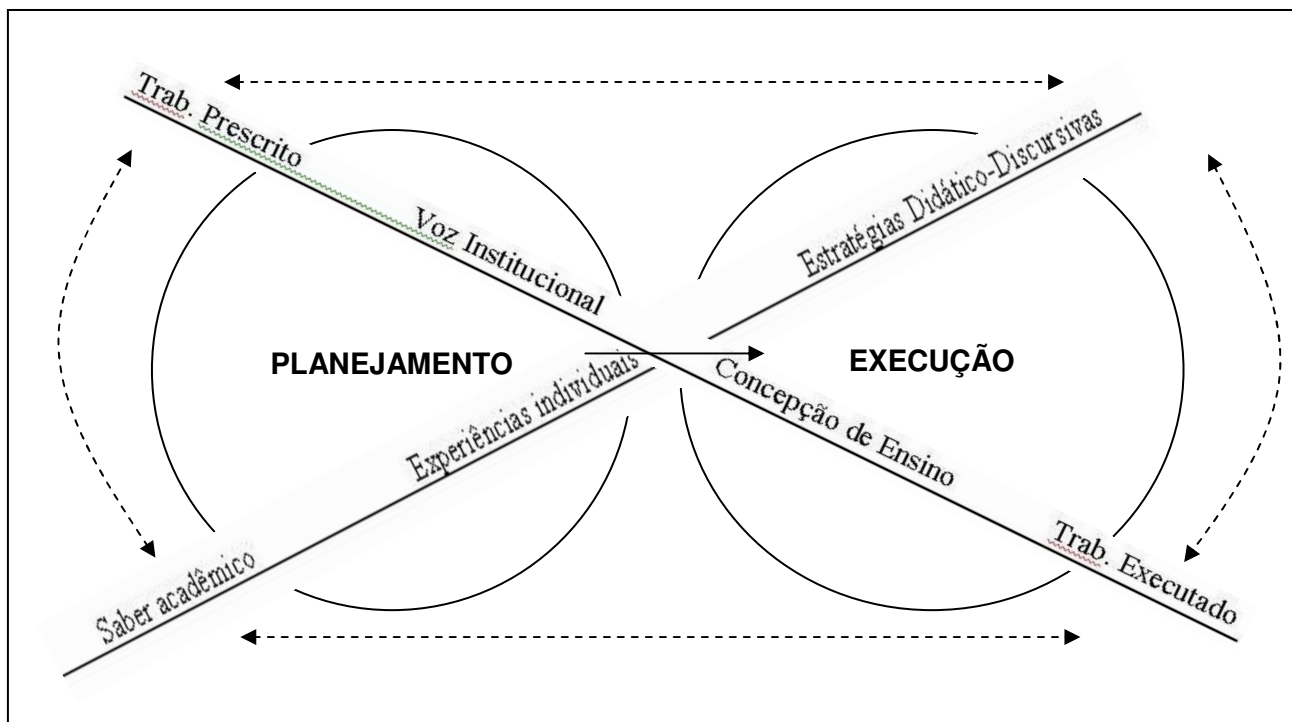 Trab. Prescrito
Voz Institucional
Estratégias Didático-Discursivas
PLANEJAMENTO
EXECUÇÃO
Experiências individuais
Concepção de Ensino
Saber acadêmico
Trab. Executado